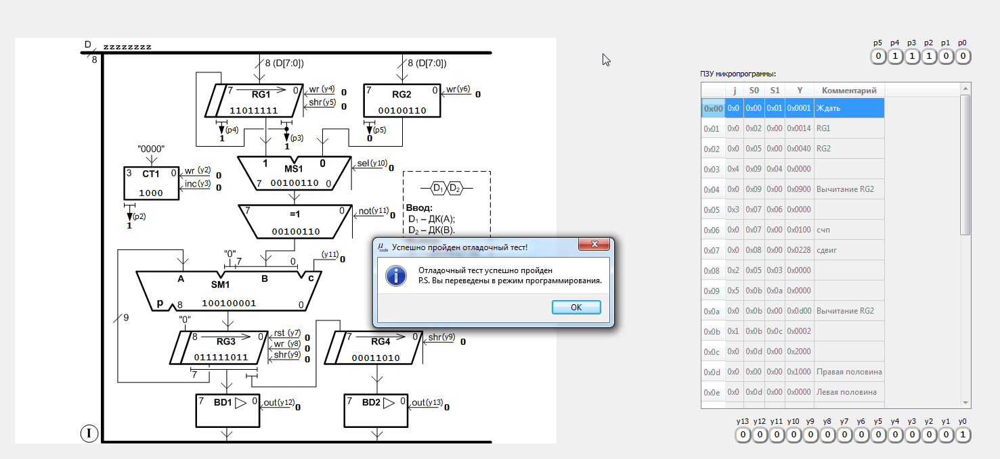 D zzzzzzzz
8
8 (D[7:0])
8 (D[7:0])
7 0
RG1
11011111
wr (y4) 0
shr(y5) 0
7 0
RG2
00100110
wr(y6) 0
(p4)
1
(p3)
1
(p5)
0
"0000"
3 CT1 0
1000
wr (y2) 0
inc(y3) 0
(p2)
1
1 0
MS1
7 00100110 0
sel(y10) 0
7 =1 0
00100110
not(y11) 0
D1 D2
Ввод:
D1 – ДК(A);
D2 – ДК(B).
"0"
7 0
(y11) 0
A B c
SM1
p 8 100100001 0
9
"0"
8 0
RG3
011111011
rst (y7) 0
wr (y8) 0
shr(y9) 0
7
7 0
RG4
00011010
shr(y9) 0
7 BD1 0
out(y12) 0
7 BD2 0
out(y13) 0
I
μcode Успешно пройден отладочный тест!
Отладочный тест успешно пройден
P.S. Вы переведены в режим программирования.
OK
p5 p4 p3 p2 p1 p0
0 1 1 1 0 0
ПЗУ микропрограммы:
j S0 S1 Y Комментарий
0x00 0x0 0x00 0x01 0x0001 Ждать
0x01 0x0 0x02 0x00 0x0014 RG1
0x02 0x0 0x05 0x00 0x0040 RG2
0x03 0x4 0x09 0x04 0x0000
0x04 0x0 0x09 0x00 0x0900 Вычитание RG2
0x05 0x3 0x07 0x06 0x0000
0x06 0x0 0x07 0x00 0x0100 счп
0x07 0x0 0x08 0x00 0x0228 сдвиг
0x08 0x2 0x05 0x03 0x0000
0x09 0x5 0x0b 0x0a 0x0000
0x0a 0x0 0x0b 0x00 0x0d00 Вычитание RG2
0x0b 0x1 0x0b 0x0c 0x0002
0x0c 0x0 0x0d 0x00 0x2000
0x0d 0x0 0x00 0x00 0x1000 Правая половина
0x0e 0x0 0x0d 0x00 0x0000 Левая половина
y13 y12 y11 y10 y9 y8 y7 y6 y5 y4 y3 y2 y1 y0
0 0 0 0 0 0 0 0 0 0 0 0 0 1